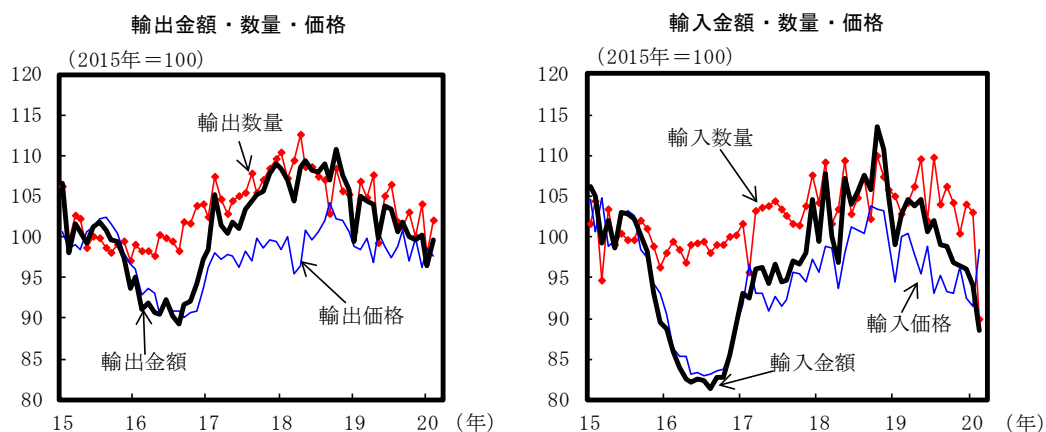 輸出金額・数量・価格
(2015年=100)
120
115
110
105
100
95
90
85
80
輸出数量
輸出価格
輸出金額
15 16 17 18 19 20 (年)
輸入金額・数量・価格
(2015年=100)
120
115
110
105
100
95
90
85
80
輸入数量
輸入価格
輸入金額
15 16 17 18 19 20 (年)